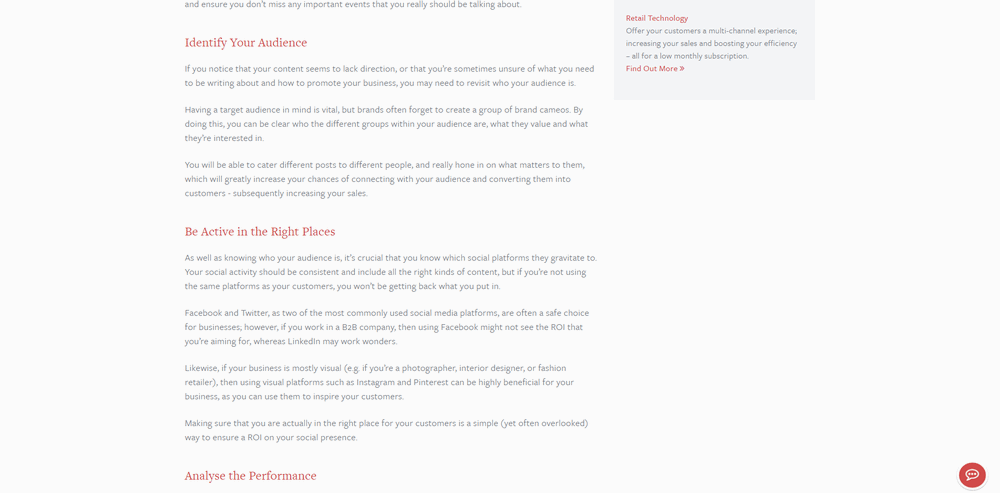 and ensure you don't miss any important events that you really should be talking about.
Identify Your Audience
If you notice that your content seems to lack direction, or that you're sometimes unsure of what you need
to be writing about and how to promote your business, you may need to revisit who your audience is.
Having a target audience in mind is vital, but brands often forget to create a group of brand cameos. By
doing this, you can be clear who the different groups within your audience are, what they value and what
they're interested in.
You will be able to cater different posts to different people, and really hone in on what matters to them,
which will greatly increase your chances of connecting with your audience and converting them into
customers - subsequently increasing your sales.
Be Active in the Right Places
As well as knowing who your audience is, it's crucial that you know which social platforms they gravitate to.
Your social activity should be consistent and include all the right kinds of content, but if you're not using
the same platforms as your customers, you won't be getting back what you put in.
Facebook and Twitter, as two of the most commonly used social media platforms, are often a safe choice
for businesses; however, if you work in a B2B company, then using Facebook might not see the ROI that
you're aiming for, whereas LinkedIn may work wonders.
Likewise, if your business is mostly visual (e.g. if you're a photographer, interior designer, or fashion
retailer), then using visual platforms such as Instagram and Pinterest can be highly beneficial for your
business, as you can use them to inspire your customers.
Making sure that you are actually in the right place for your customers is a simple (yet often overlooked)
way to ensure a ROI on your social presence.
Analyse the Performance
Retail Technology
Offer your customers a multi-channel experience,
increasing your sales and boosting your efficiency
– all for a low monthly subscription.
Find Out More »